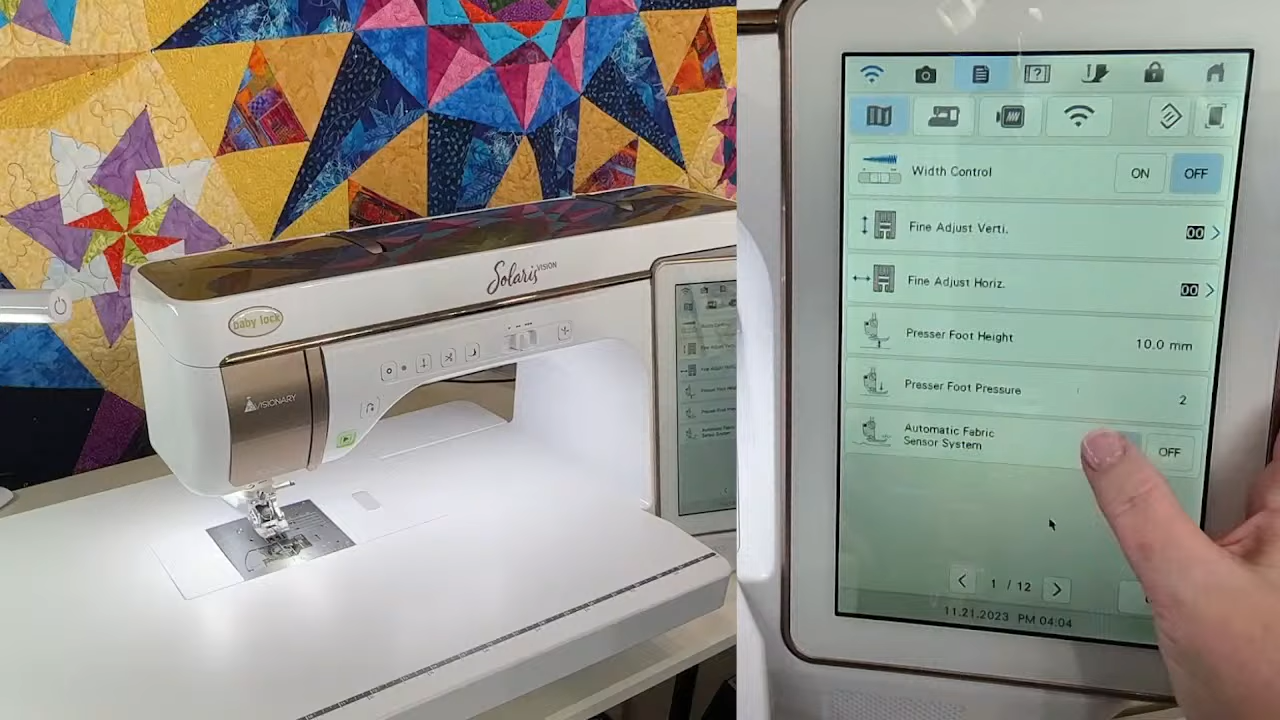 Solaris VISION
baby lock
VISIONARY
Width Control ON OFF
Fine Adjust Verti. 00 >
Fine Adjust Horiz. 00 >
Presser Foot Height 10.0 mm
Presser Foot Pressure 2
Automatic Fabric
Sensor System OFF
< 1 / 12 >
11.21.2023 PM 04:04